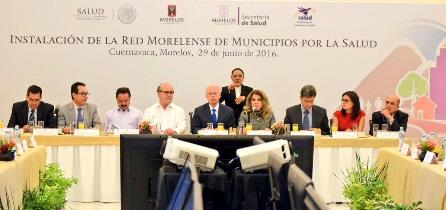 SALUD
MORELOS
Secretaría
de Salud
salud
INSTALACIÓN DE LA RED MORELENSE DE MUNICIPIOS POR LA SALUD
Cuernavaca, Morelos, 29 de junio de 2016.